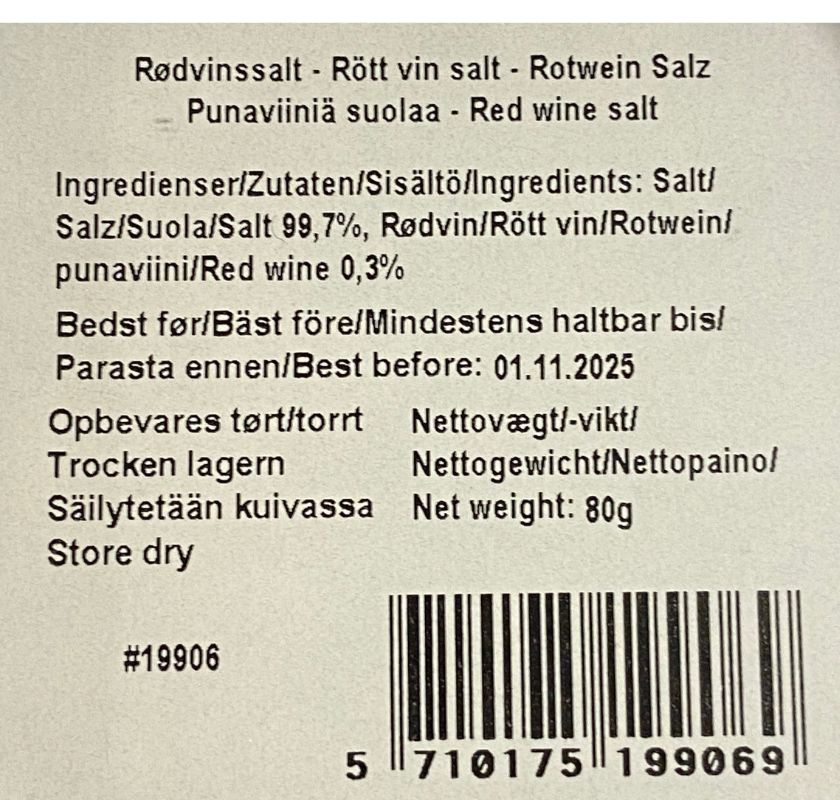 Rødvinssalt - Rött vin salt - Rotwein Salz
Punaviiniä suolaa - Red wine salt
Ingredienser/Zutaten/Sisältö/Ingredients: Salt/
Salz/Suola/Salt 99,7%, Rødvin/Rött vin/Rotwein/
punaviini/Red wine 0,3%
Bedst før/Bäst före/Mindestens haltbar bis/
Parasta ennen/Best before: 01.11.2025
Opbevares tørt/torrt
Trocken lagern
Säilytetään kuivassa
Store dry
Nettovægt/-vikt/
Nettogewicht/Nettopaino/
Net weight: 80g
#19906
5 710175 199069